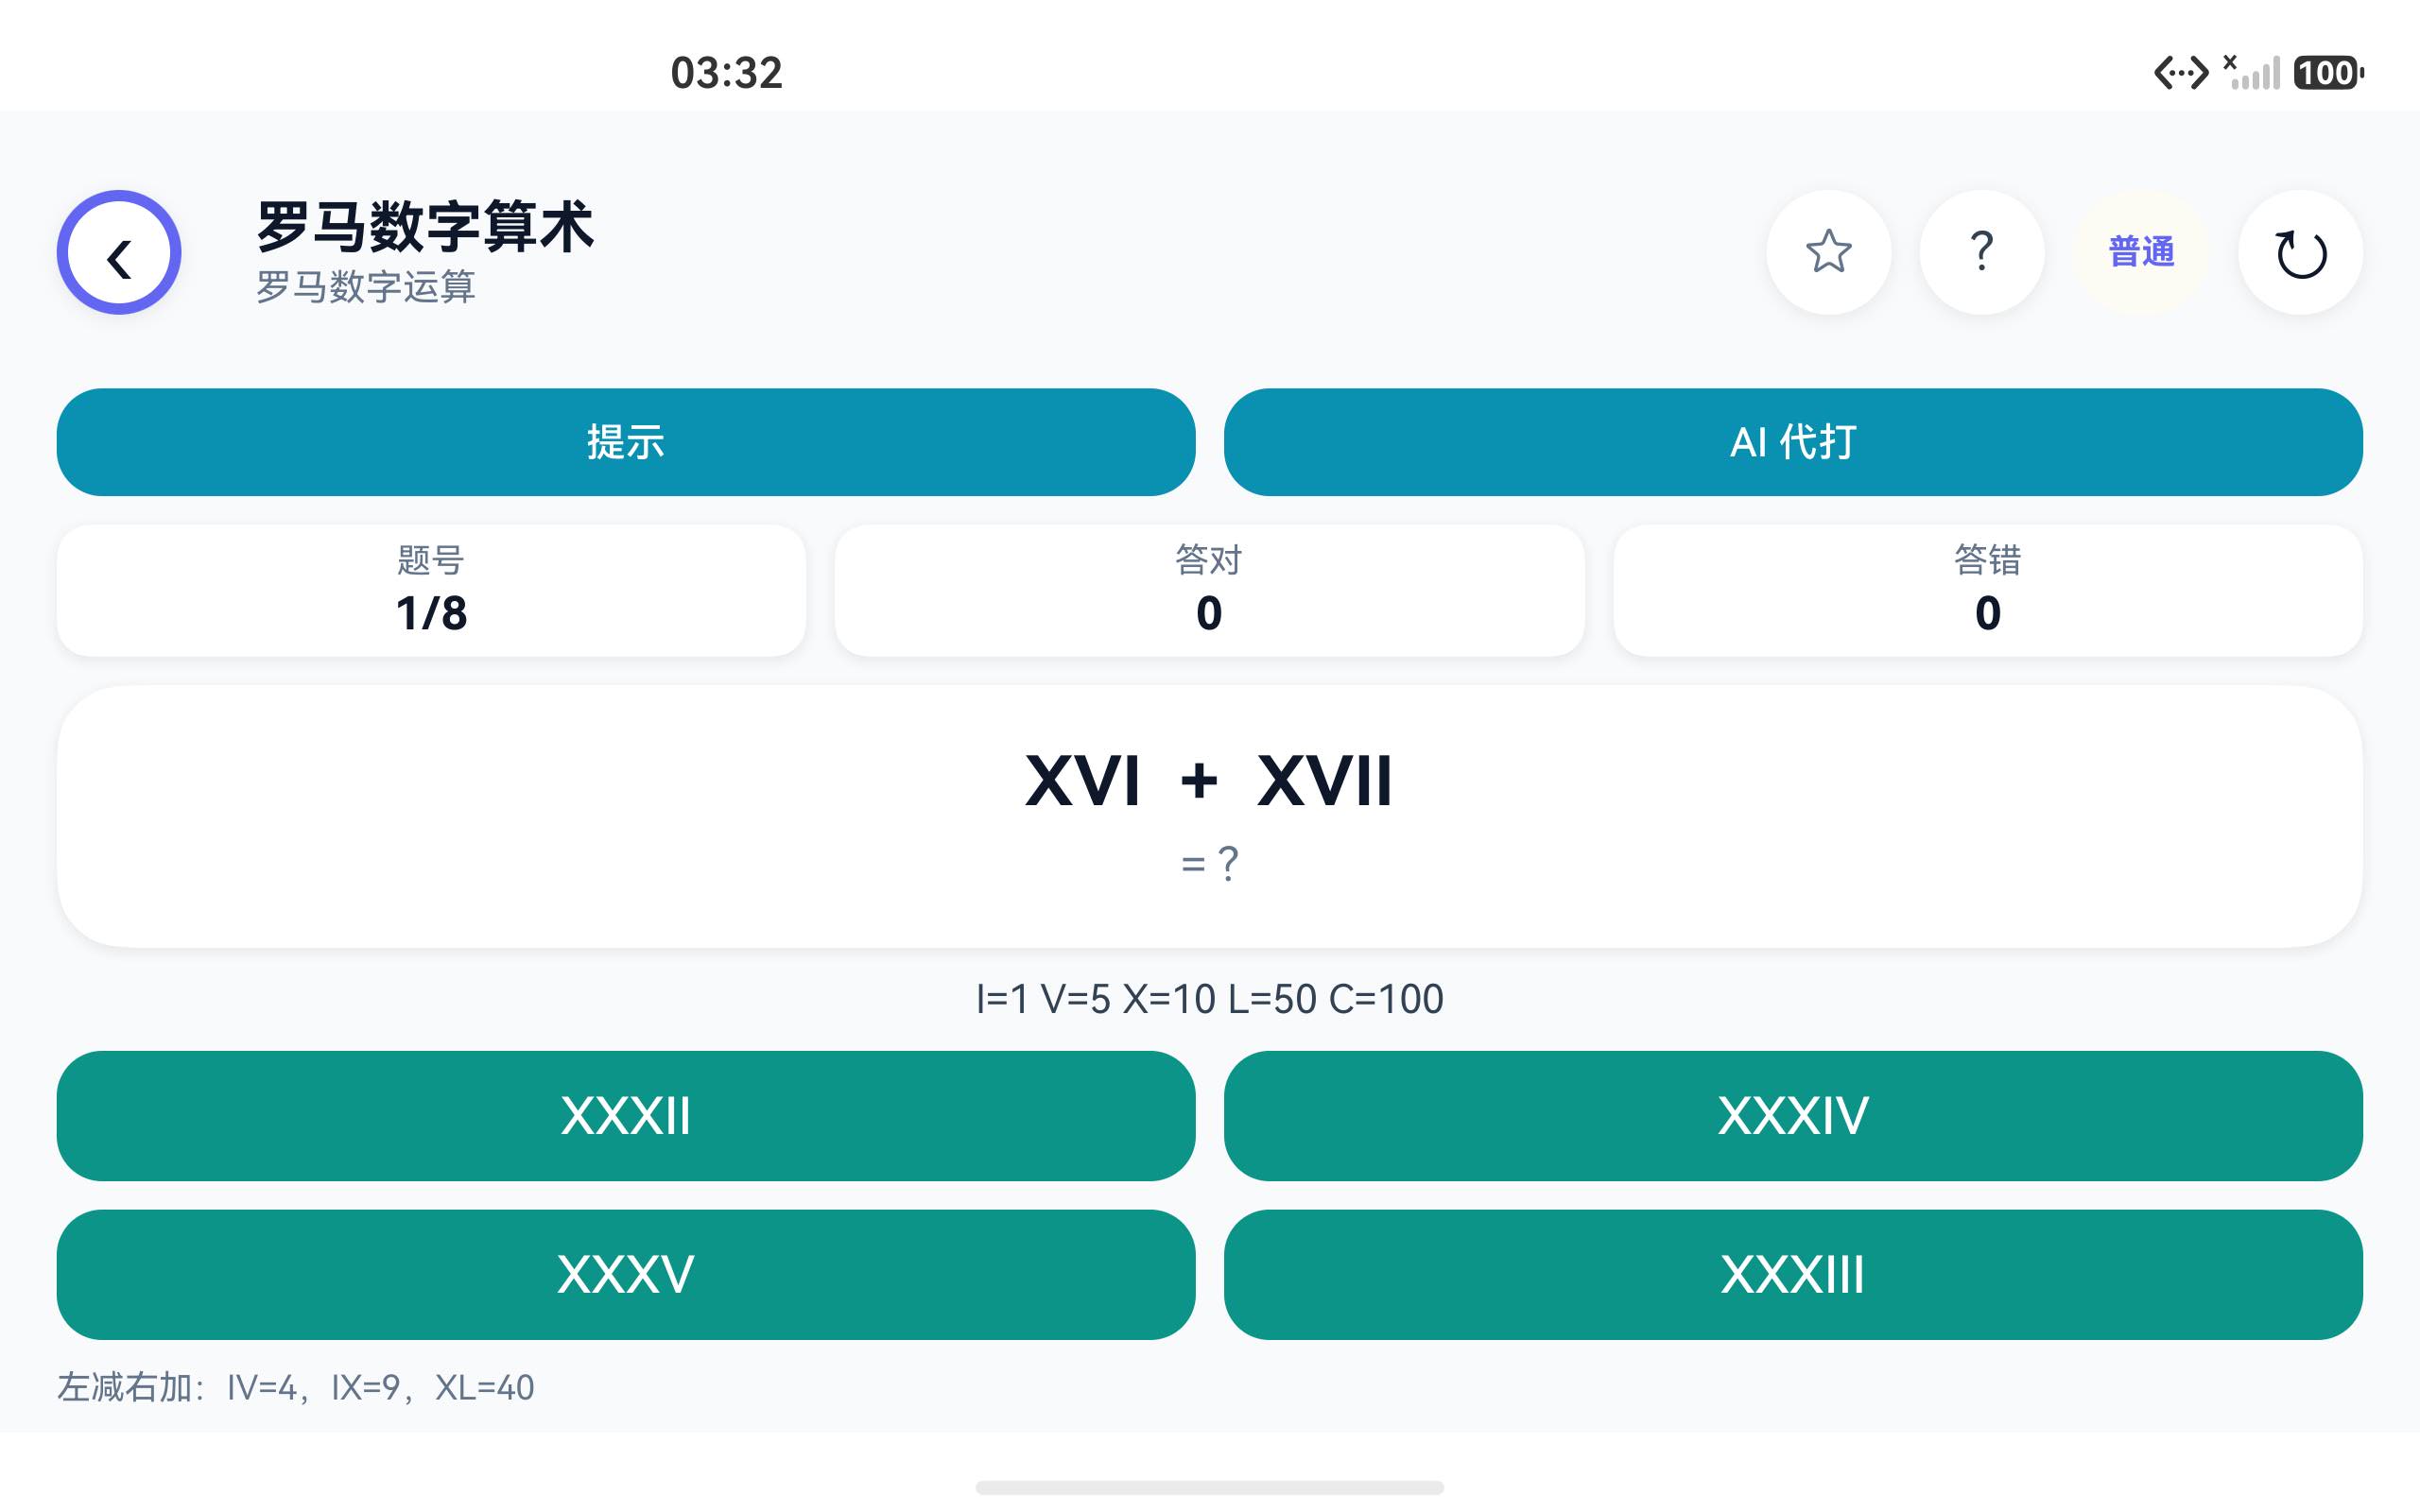 03:32
100
罗马数字算术
罗马数字运算
?
普通
提示
AI 代打
题号
1/8
答对
0
答错
0
XVI + XVII
= ?
I=1 V=5 X=10 L=50 C=100
XXXII
XXXIV
XXXV
XXXIII
左减右加：IV=4，IX=9，XL=40